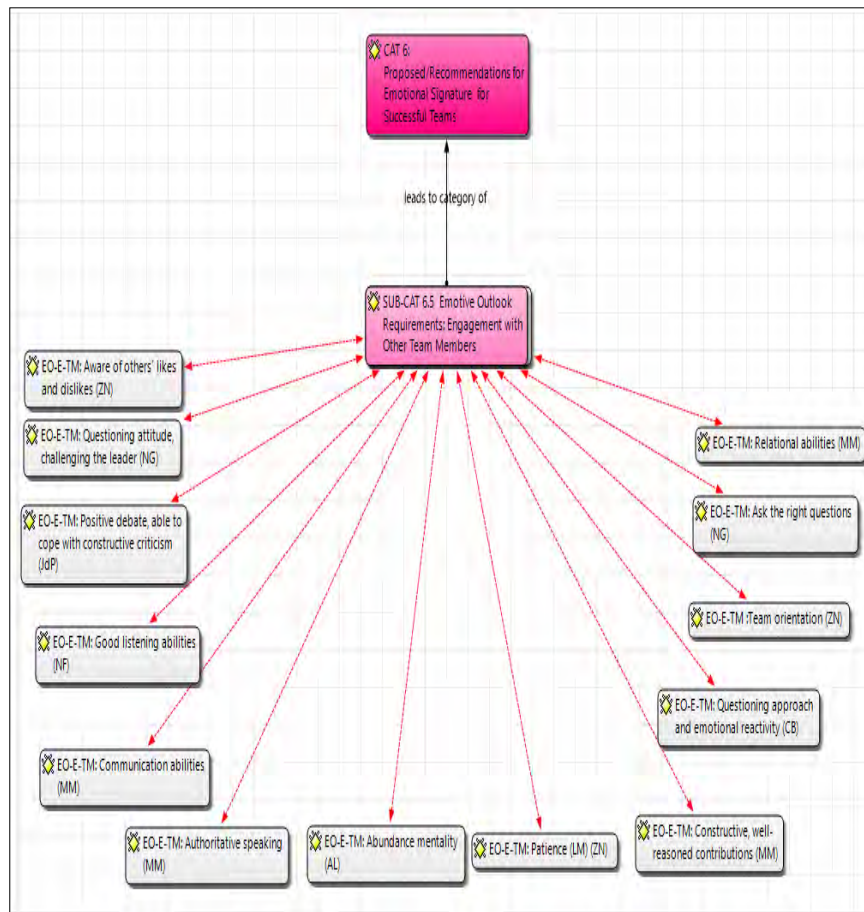 CAT 6:
Proposed/Recommendations for
Emotional Signature for
Successful Teams
leads to category of
SUB-CAT 6.5 Emotive Outlook
Requirements: Engagement with
Other Team Members
EO-E-TM: Aware of others' likes
and dislikes (ZN)
EO-E-TM: Questioning attitude,
challenging the leader (NG)
EO-E-TM: Positive debate, able to
cope with constructive criticism
(JdP)
EO-E-TM: Good listening abilities
(NF)
EO-E-TM: Communication abilities
(MM)
EO-E-TM: Authoritative speaking
(MM)
EO-E-TM: Abundance mentality
(AL)
EO-E-TM: Patience (LM) (ZN)
EO-E-TM: Constructive, well-
reasoned contributions (MM)
EO-E-TM: Questioning approach
and emotional reactivity (CB)
EO-E-TM :Team orientation (ZN)
EO-E-TM: Ask the right questions
(NG)
EO-E-TM: Relational abilities (MM)